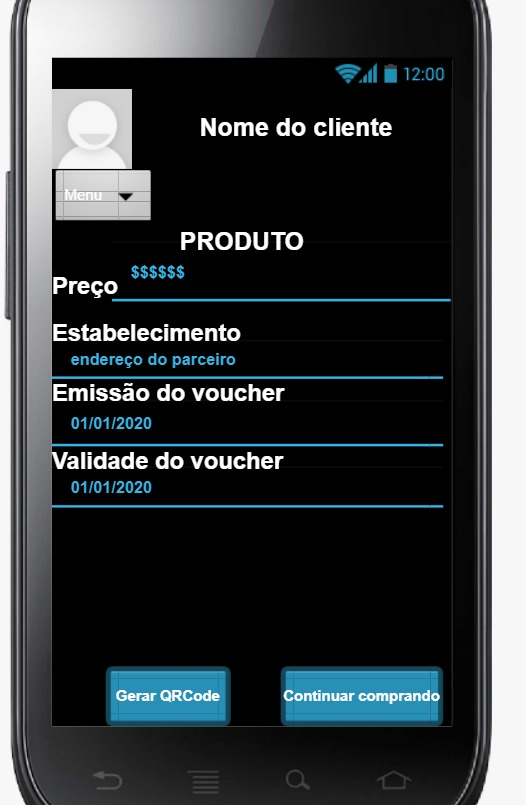 12:00
Nome do cliente
Menu
PRODUTO
$$$$$$
Preço
Estabelecimento
endereço do parceiro
Emissão do voucher
01/01/2020
Validade do voucher
01/01/2020
Gerar QRCode
Continuar comprando